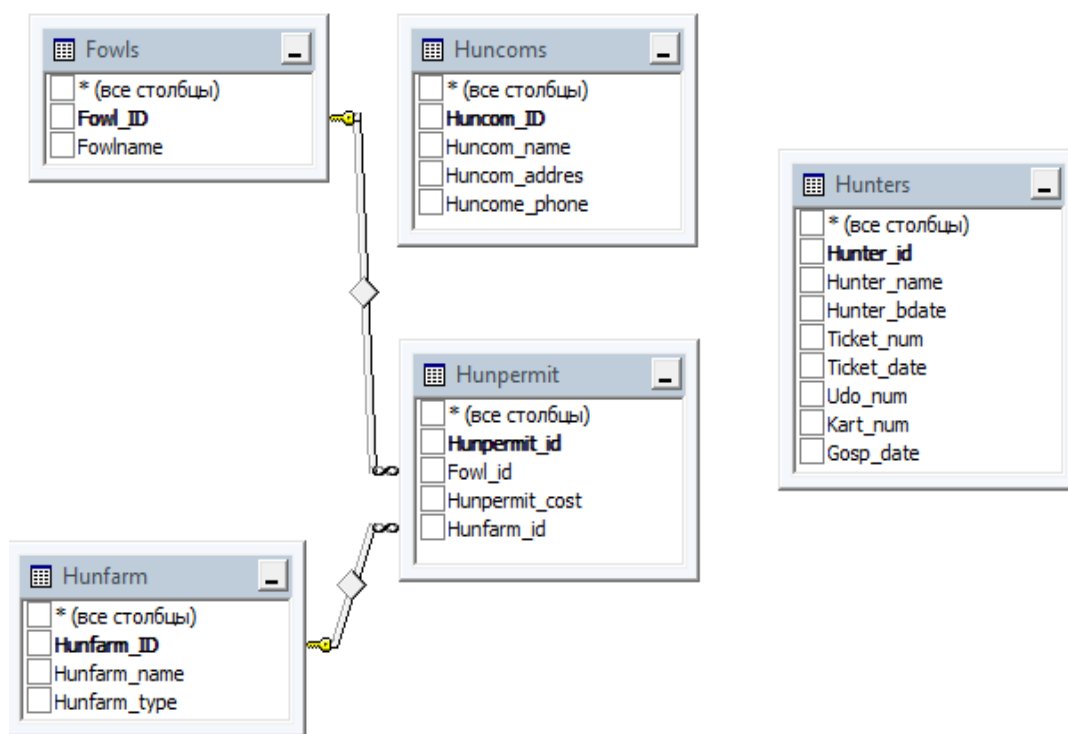 Fowls
* (все столбцы)
Fowl_ID
Fowlname
Huncoms
* (все столбцы)
Huncom_ID
Huncom_name
Huncom_addres
Huncome_phone
Hunters
* (все столбцы)
Hunter_id
Hunter_name
Hunter_bdate
Ticket_num
Ticket_date
Udo_num
Kart_num
Gosp_date
Hunpermit
* (все столбцы)
Hunpermit_id
Fowl_id
Hunpermit_cost
Hunfarm_id
Hunfarm
* (все столбцы)
Hunfarm_ID
Hunfarm_name
Hunfarm_type